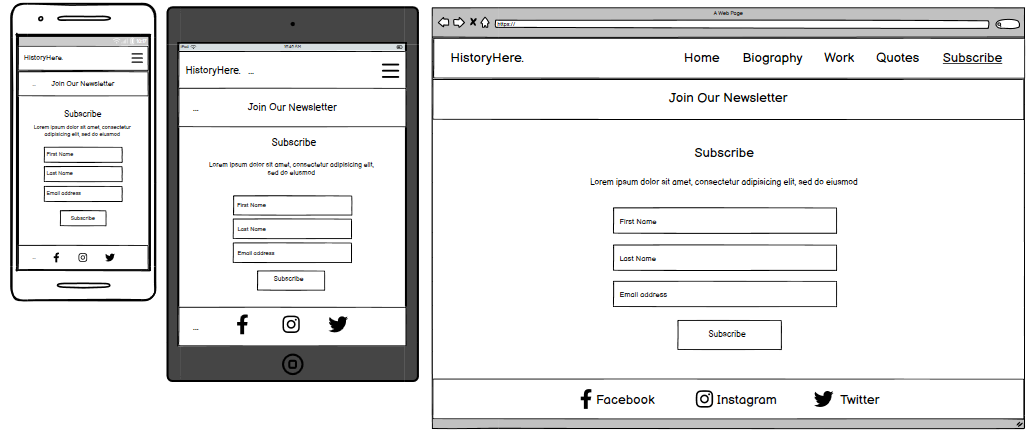 HistoryHere.
...
Join Our Newsletter
Subscribe
Lorem ipsum dolor sit amet, consectetur
adipisicing elit, sed do eiusmod
First Name
Last Name
Email address
Subscribe
...
iPad
11:45 PM
HistoryHere. ...
...
Join Our Newsletter
Subscribe
Lorem ipsum dolor sit amet, consectetur adipisicing elit,
sed do eiusmod
First Name
Last Name
Email address
Subscribe
...
A Web Page
https://
HistoryHere. Home Biography Work Quotes Subscribe
Join Our Newsletter
Subscribe
Lorem ipsum dolor sit amet, consectetur adipisicing elit, sed do eiusmod
First Name
Last Name
Email address
Subscribe
Facebook Instagram Twitter